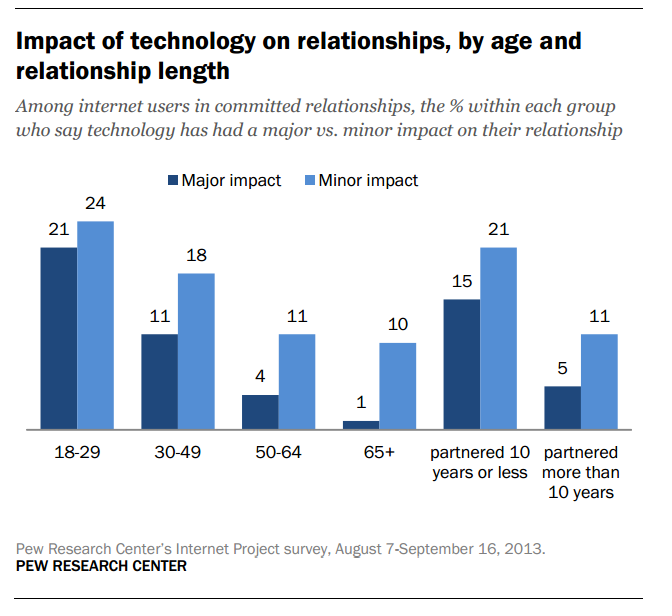 Impact of technology on relationships, by age and
relationship length
Among internet users in committed relationships, the % within each group
who say technology has had a major vs. minor impact on their relationship
Major impact Minor impact
21 24
11 18
4 11
1 10
15 21
5 11
18-29 30-49 50-64 65+ partnered 10 partnered
years or less more than
10 years
Pew Research Center's Internet Project survey, August 7-September 16, 2013.
PEW RESEARCH CENTER